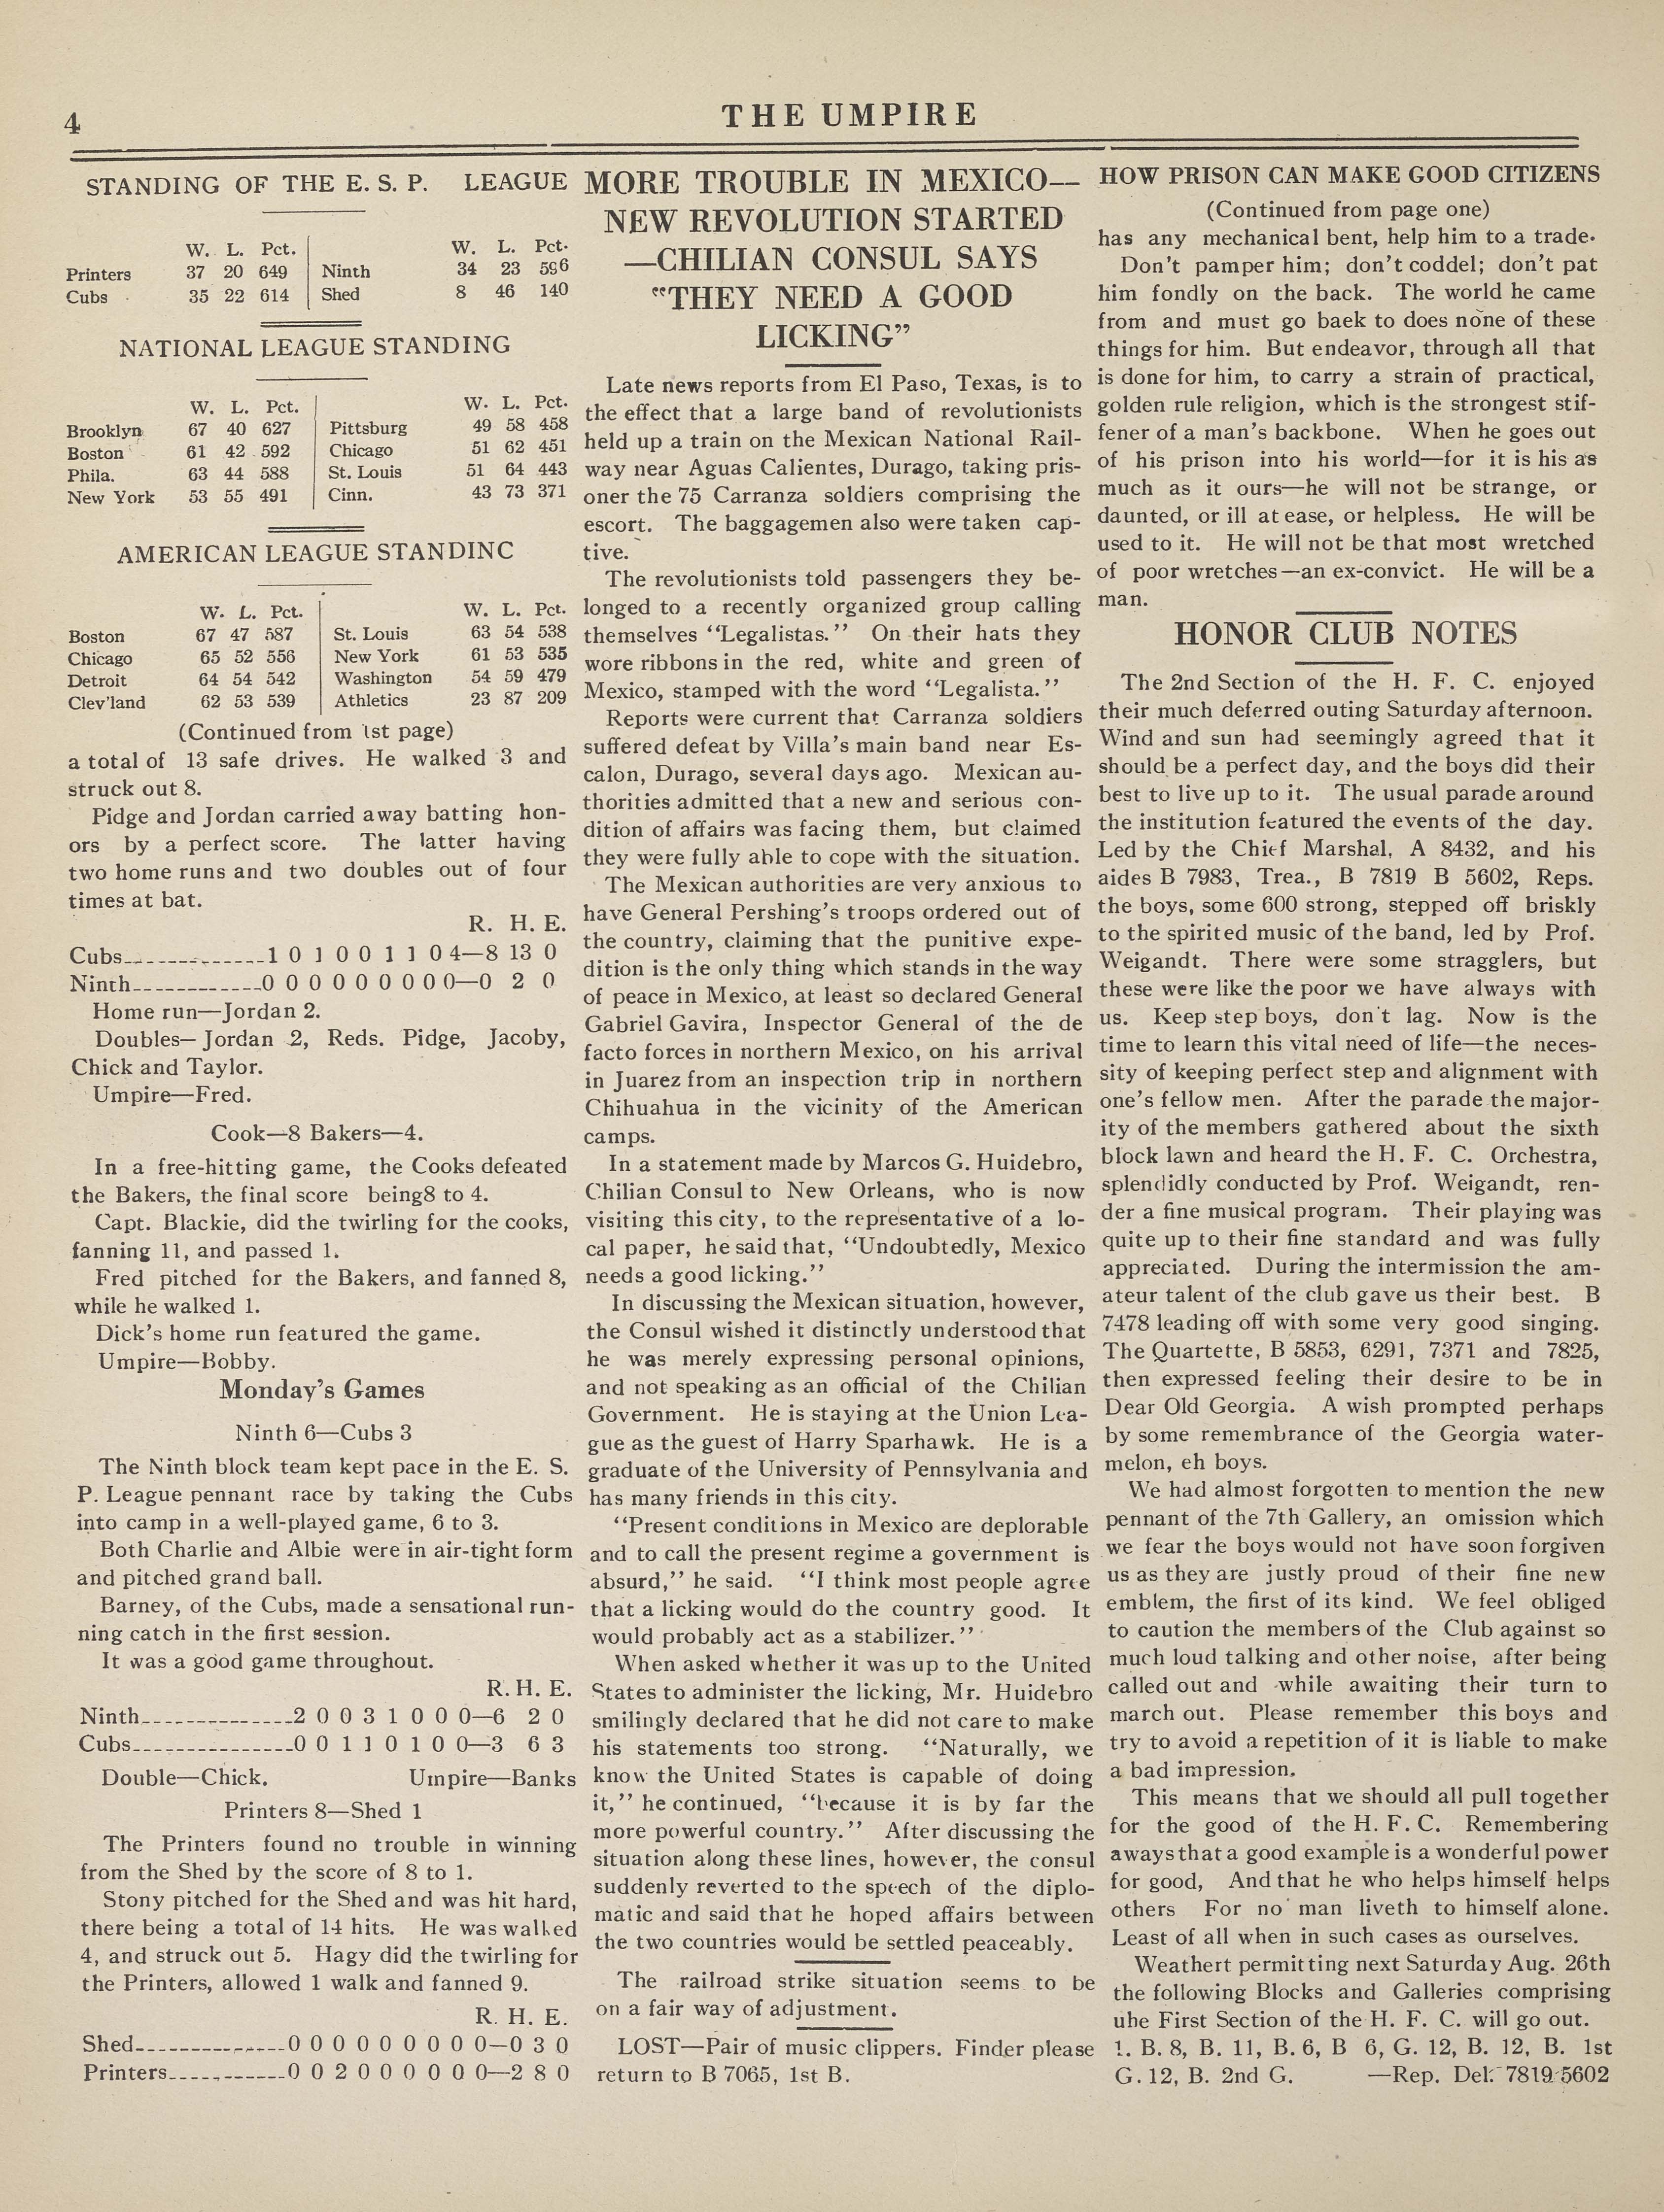 4
THE UMPIRE
STANDING OF THE E. S. P. LEAGUE
W. L. Pct. W. L. Pct.
Printers 37 20 649 Ninth 34 23 596
Cubs 35 22 614 Shed 8 46 140
NATIONAL LEAGUE STANDING
W. L. Pct. W. L. Pct.
Brooklyn 67 40 627 Pittsburg 49 58 458
Boston 61 42 592 Chicago 51 62 451
Phila. 63 44 588 St. Louis 51 64 443
New York 53 55 491 Cinn. 43 73 371
AMERICAN LEAGUE STANDINC
W. L. Pct. W. L. Pct.
Boston 67 47 587 St. Louis 63 54 538
Chicago 65 52 556 New York 61 53 535
Detroit 64 54 542 Washington 54 59 479
Clev'land 62 53 539 Athletics 23 87 209
(Continued from 1st page)
a total of 13 safe drives. He walked 3 and
struck out 8.
Pidge and Jordan carried away batting hon-
ors by a perfect score. The latter having
two home runs and two doubles out of four
times at bat.
R. H. E.
Cubs 1 0 1 0 0 1 1 0 4—8 13 0
Ninth 0 0 0 0 0 0 0 0 0—0 2 0
Home run—Jordan 2.
Doubles—Jordan 2, Reds. Pidge, Jacoby,
Chick and Taylor.
Umpire—Fred.
Cook—8 Bakers—4.
In a free-hitting game, the Cooks defeated
the Bakers, the final score being8 to 4.
Capt. Blackie, did the twirling for the cooks,
fanning 11, and passed 1.
Fred pitched for the Bakers, and fanned 8,
while he walked 1.
Dick's home run featured the game.
Umpire—Bobby.
Monday's Games
Ninth 6—Cubs 3
The Ninth block team kept pace in the E. S.
P. League pennant race by taking the Cubs
into camp in a well-played game, 6 to 3.
Both Charlie and Albie were in air-tight form
and pitched grand ball.
Barney, of the Cubs, made a sensational run-
ning catch in the first session.
It was a good game throughout.
R. H. E.
Ninth 2 0 0 3 1 0 0 0—6 2 0
Cubs 0 0 1 1 0 1 0 0—3 6 3
Double—Chick. Umpire—Banks
Printers 8—Shed 1
The Printers found no trouble in winning
from the Shed by the score of 8 to 1.
Stony pitched for the Shed and was hit hard,
there being a total of 14 hits. He was walked
4, and struck out 5. Hagy did the twirling for
the Printers, allowed 1 walk and fanned 9.
R. H. E.
Shed 0 0 0 0 0 0 0 0 0—0 3 0
Printers 0 0 2 0 0 0 0 0 0—2 8 0
MORE TROUBLE IN MEXICO—
NEW REVOLUTION STARTED
—CHILIAN CONSUL SAYS
"THEY NEED A GOOD
LICKING"
Late news reports from El Paso, Texas, is to
the effect that a large band of revolutionists
held up a train on the Mexican National Rail-
way near Aguas Calientes, Durago, taking pris-
oner the 75 Carranza soldiers comprising the
escort. The baggagemen also were taken cap-
tive.
The revolutionists told passengers they be-
longed to a recently organized group calling
themselves "Legalistas." On their hats they
wore ribbons in the red, white and green of
Mexico, stamped with the word "Legalista."
Reports were current that Carranza soldiers
suffered defeat by Villa's main band near Es-
calon, Durago, several days ago. Mexican au-
thorities admitted that a new and serious con-
dition of affairs was facing them, but claimed
they were fully able to cope with the situation.
The Mexican authorities are very anxious to
have General Pershing's troops ordered out of
the country, claiming that the punitive expe-
dition is the only thing which stands in the way
of peace in Mexico, at least so declared General
Gabriel Gavira, Inspector General of the de
facto forces in northern Mexico, on his arrival
in Juarez from an inspection trip in northern
Chihuahua in the vicinity of the American
camps.
In a statement made by Marcos G. Huidebro,
Chilian Consul to New Orleans, who is now
visiting this city, to the representative of a lo-
cal paper, he said that, "Undoubtedly, Mexico
needs a good licking."
In discussing the Mexican situation, however,
the Consul wished it distinctly understood that
he was merely expressing personal opinions,
and not speaking as an official of the Chilian
Government. He is staying at the Union Lea-
gue as the guest of Harry Sparhawk. He is a
graduate of the University of Pennsylvania and
has many friends in this city.
"Present conditions in Mexico are deplorable
and to call the present regime a government is
absurd," he said. "I think most people agree
that a licking would do the country good. It
would probably act as a stabilizer."
When asked whether it was up to the United
States to administer the licking, Mr. Huidebro
smilingly declared that he did not care to make
his statements too strong. "Naturally, we
know the United States is capable of doing
it," he continued, "because it is by far the
more powerful country." After discussing the
situation along these lines, however, the consul
suddenly reverted to the speech of the diplo-
matic and said that he hoped affairs between
the two countries would be settled peaceably.
The railroad strike situation seems to be
on a fair way of adjustment.
LOST—Pair of music clippers. Finder please
return to B 7065, 1st B.
HOW PRISON CAN MAKE GOOD CITIZENS
(Continued from page one)
has any mechanical bent, help him to a trade.
Don't pamper him; don't coddel; don't pat
him fondly on the back. The world he came
from and must go baek to does none of these
things for him. But endeavor, through all that
is done for him, to carry a strain of practical,
golden rule religion, which is the strongest stif-
fener of a man's backbone. When he goes out
of his prison into his world—for it is his as
much as it ours—he will not be strange, or
daunted, or ill at ease, or helpless. He will be
used to it. He will not be that most wretched
of poor wretches—an ex-convict. He will be a
man.
HONOR CLUB NOTES
The 2nd Section of the H. F. C. enjoyed
their much deferred outing Saturday afternoon.
Wind and sun had seemingly agreed that it
should be a perfect day, and the boys did their
best to live up to it. The usual parade around
the institution featured the events of the day.
Led by the Chief Marshal, A 8432, and his
aides B 7983, Trea., B 7819 B 5602, Reps.
the boys, some 600 strong, stepped off briskly
to the spirited music of the band, led by Prof.
Weigandt. There were some stragglers, but
these were like the poor we have always with
us. Keep step boys, don't lag. Now is the
time to learn this vital need of life—the neces-
sity of keeping perfect step and alignment with
one's fellow men. After the parade the major-
ity of the members gathered about the sixth
block lawn and heard the H. F. C. Orchestra,
splendidly conducted by Prof. Weigandt, ren-
der a fine musical program. Their playing was
quite up to their fine standard and was fully
appreciated. During the intermission the am-
ateur talent of the club gave us their best. B
7478 leading off with some very good singing.
The Quartette, B 5853, 6291, 7371 and 7825,
then expressed feeling their desire to be in
Dear Old Georgia. A wish prompted perhaps
by some remembrance of the Georgia water-
melon, eh boys.
We had almost forgotten to mention the new
pennant of the 7th Gallery, an omission which
we fear the boys would not have soon forgiven
us as they are justly proud of their fine new
emblem, the first of its kind. We feel obliged
to caution the members of the Club against so
much loud talking and other noise, after being
called out and while awaiting their turn to
march out. Please remember this boys and
try to avoid a repetition of it is liable to make
a bad impression.
This means that we should all pull together
for the good of the H. F. C. Remembering
aways that a good example is a wonderful power
for good, And that he who helps himself helps
others For no man liveth to himself alone.
Least of all when in such cases as ourselves.
Weathert permitting next Saturday Aug. 26th
the following Blocks and Galleries comprising
uhe First Section of the H. F. C. will go out.
1. B. 8, B. 11, B. 6, B 6, G. 12, B. 12, B. 1st
G. 12, B. 2nd G. —Rep. Del. 7819 5602